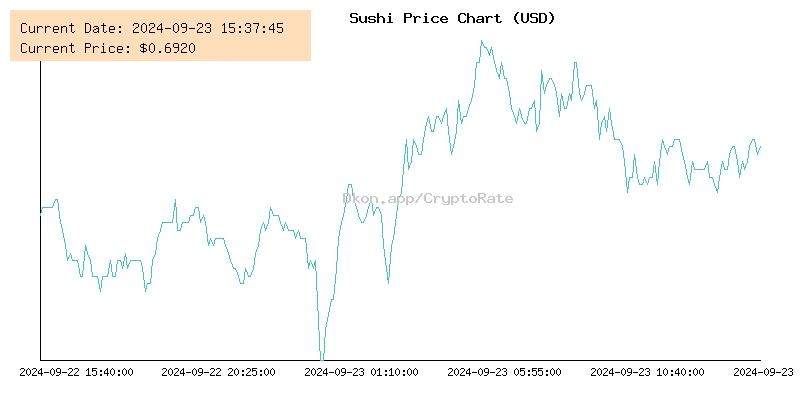 Sushi Price Chart (USD)
Current Date: 2024-09-23 15:37:45
Current Price: $0.6920
Dkon.app/CryptoRate
2024-09-22 15:40:00 2024-09-22 20:25:00 2024-09-23 01:10:00 2024-09-23 05:55:00 2024-09-23 10:40:00 2024-09-23